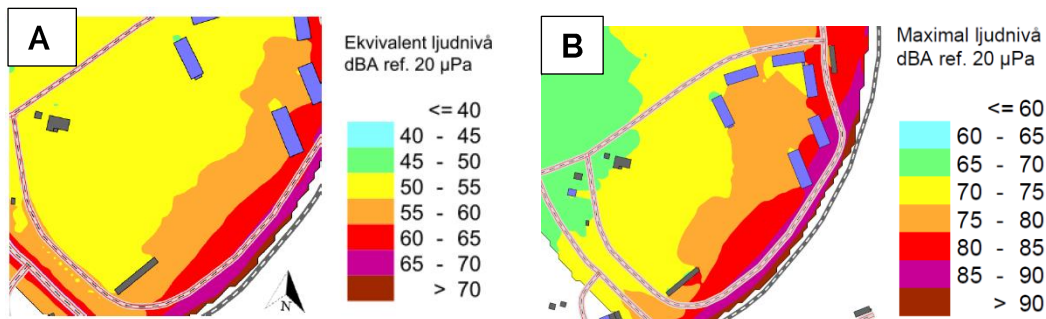 A
Ekvivalent ljudnivå
dBA ref. 20 µPa
<= 40
40 - 45
45 - 50
50 - 55
55 - 60
60 - 65
65 - 70
> 70
N
B
Maximal ljudnivå
dBA ref. 20 µPa
<= 60
60 - 65
65 - 70
70 - 75
75 - 80
80 - 85
85 - 90
> 90